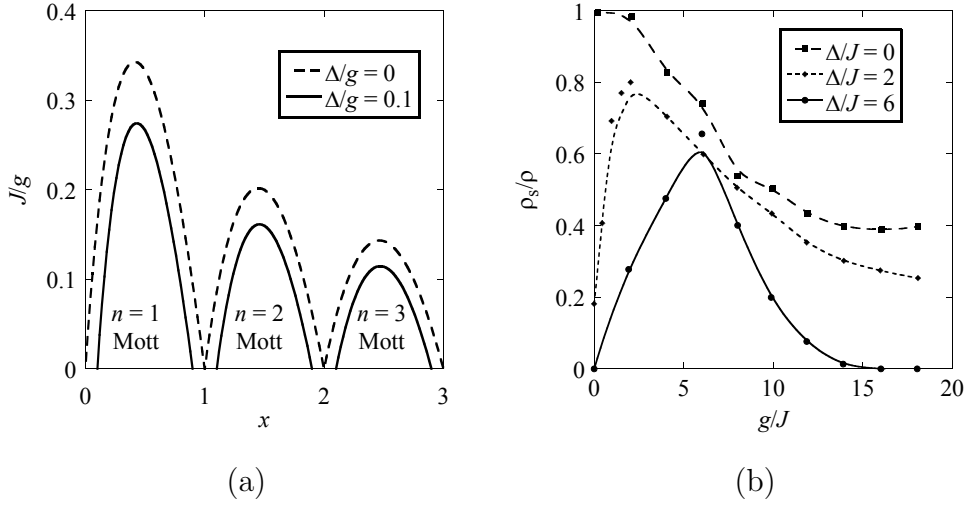 0.4
0.3
0.2
0.1
0
J/g
Δ/g = 0
Δ/g = 0.1
n = 1
Mott
n = 2
Mott
n = 3
Mott
0
1
2
3
x
(a)
1
0.8
0.6
0.4
0.2
0
ρs/ρ
Δ/J = 0
Δ/J = 2
Δ/J = 6
0
5
10
15
20
g/J
(b)